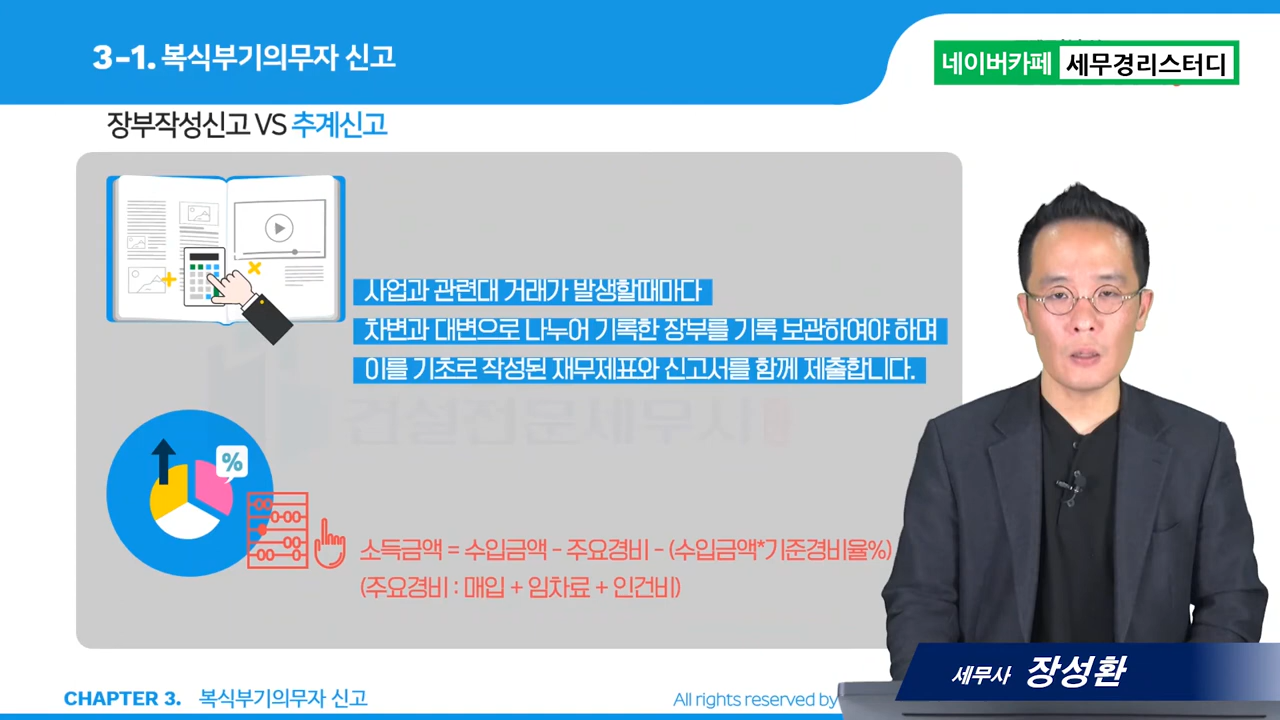 3-1. 복식부기의무자 신고
네이버카페 세무경리스터디
장부작성신고 VS 추계신고
사업과 관련대 거래가 발생할때마다
차변과 대변으로 나누어 기록한 장부를 기록 보관하여야 하며
이를 기초로 작성된 재무제표와 신고서를 함께 제출합니다.
건설전문세무사
%
소득금액 = 수입금액 - 주요경비 - (수입금액*기준경비율%)
(주요경비 : 매입 + 임차료 + 인건비)
세무사 장성환
CHAPTER 3. 복식부기의무자 신고
All rights reserved by